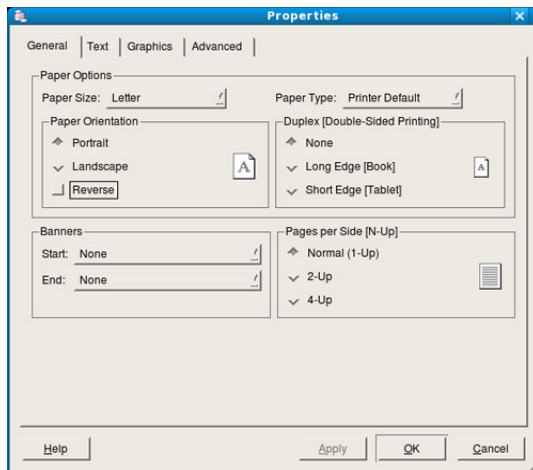 Properties
General Text Graphics Advanced
Paper Options
Paper Size: Letter
Paper Type: Printer Default
Paper Orientation
Portrait
Landscape
Reverse
A
Duplex [Double-Sided Printing]
None
Long Edge [Book]
Short Edge [Tablet]
A
Banners
Start: None
End: None
Pages per Side [N-Up]
Normal (1-Up)
2-Up
4-Up
Help Apply OK Cancel